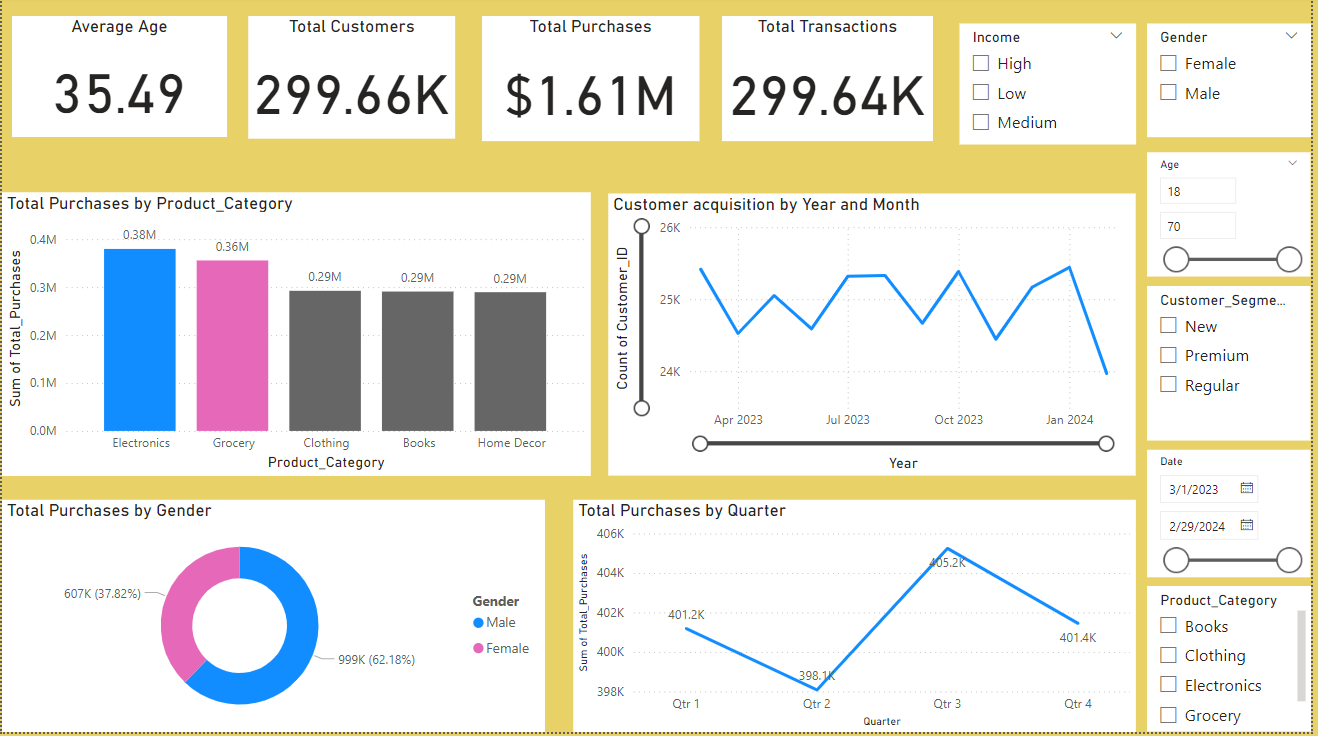 Average Age
35.49
Total Customers
299.66K
Total Purchases
$1.61M
Total Transactions
299.64K
Income
High
Low
Medium
Gender
Female
Male
Age
18
70
Total Purchases by Product_Category
Sum of Total_Purchases
0.4M
0.3M
0.2M
0.1M
0.0M
0.38M
0.36M
0.29M
0.29M
0.29M
Electronics
Grocery
Clothing
Books
Home Decor
Product_Category
Customer acquisition by Year and Month
Count of Customer_ID
26K
25K
24K
Apr 2023
Jul 2023
Oct 2023
Jan 2024
Year
Customer_Segme...
New
Premium
Regular
Date
3/1/2023
2/29/2024
Total Purchases by Gender
607K (37.82%)
999K (62.18%)
Gender
Male
Female
Total Purchases by Quarter
Sum of Total_Purchases
406K
404K
402K
400K
398K
401.2K
398.1K
405.2K
401.4K
Qtr 1
Qtr 2
Qtr 3
Qtr 4
Quarter
Product_Category
Books
Clothing
Electronics
Grocery